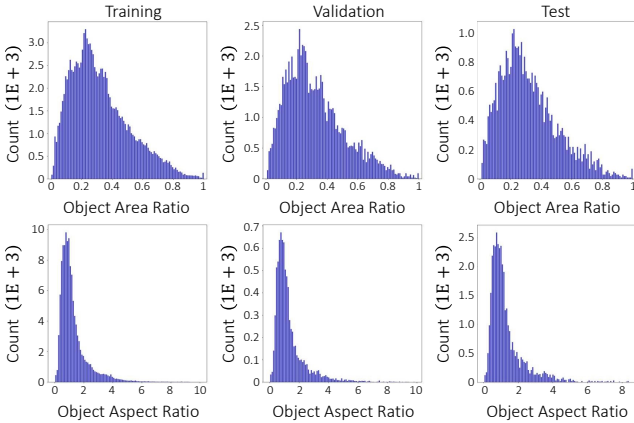 Training
Validation
Test
Count (1E + 3)
3.0
2.5
2.0
1.5
1.0
0.5
0
0 0.2 0.4 0.6 0.8 1
Object Area Ratio
Count (1E + 3)
2.5
2.0
1.5
1.0
0.5
0
0 0.2 0.4 0.6 0.8 1
Object Area Ratio
Count (1E + 3)
1.0
0.8
0.6
0.4
0.2
0
0 0.2 0.4 0.6 0.8 1
Object Area Ratio
Count (1E + 3)
10
8
6
4
2
0
0 2 4 6 8 10
Object Aspect Ratio
Count (1E + 3)
0.7
0.6
0.5
0.4
0.3
0.2
0.1
0
0 2 4 6 8 10
Object Aspect Ratio
Count (1E + 3)
2.5
2.0
1.5
1.0
0.5
0
0 2 4 6 8
Object Aspect Ratio